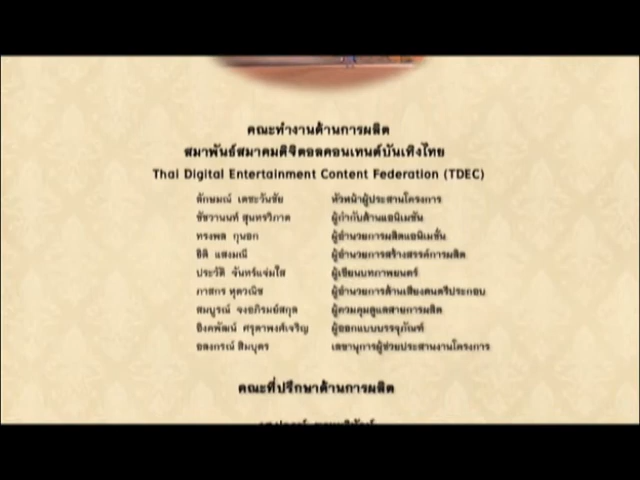 คณะทำงานด้านการผลิต
สมาพันธ์สมาคมดิจิตอลคอนเทนต์บันเทิงไทย
Thai Digital Entertainment Content Federation (TDEC)
ลักษมณ์ เตชะวันชัย หัวหน้าผู้ประสานโครงการ
ชัชวานนท์ สุนทรวิภาต ผู้กำกับด้านแอนิเมชัน
ทรงพล กุนอก ผู้อำนวยการผลิตแอนิเมชั่น
ธิติ แสงมณี ผู้อำนวยการสร้างสรรค์การผลิต
ประวัติ จันทร์แจ่มใส ผู้เขียนบทภาพยนตร์
ภาสกร หุตวณิช ผู้อำนวยการด้านเสียงดนตรีประกอบ
สมบูรณ์ จงอภิรมย์สกุล ผู้ควบคุมดูแลสายการผลิต
อิงคพัฒน์ ผู้ออกแบบบรรจุภัณฑ์
อลงกรณ์ สิมบุตร เลขานุการผู้ช่วยประสานงานโครงการ
คณะที่ปรึกษาด้านการผลิต